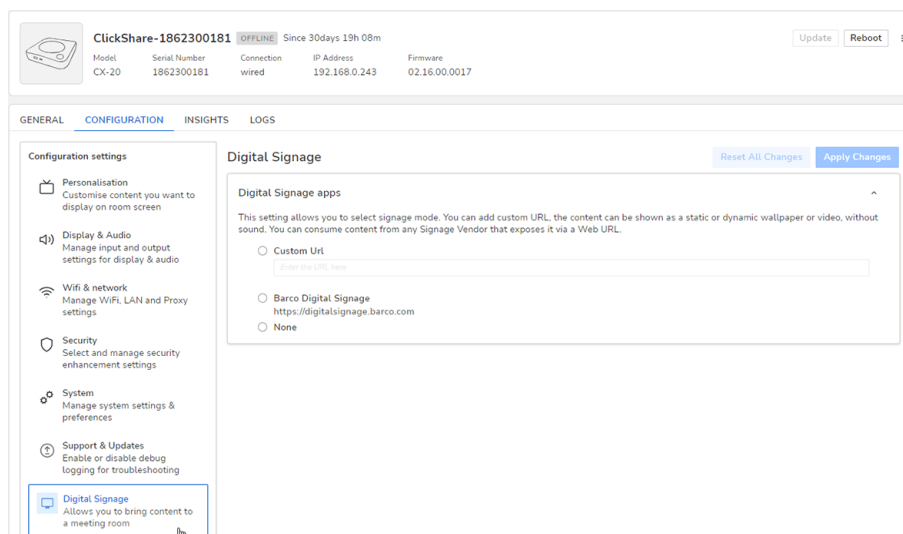 ClickShare-1862300181 OFFLINE Since 30days 19h 08m
Update Reboot
Model Serial Number Connection IP Address Firmware
CX-20 1862300181 wired 192.168.0.243 02.16.00.0017
GENERAL CONFIGURATION INSIGHTS LOGS
Configuration settings
Personalisation
Customise content you want to
display on room screen
Display & Audio
Manage input and output
settings for display & audio
Wifi & network
Manage WiFi, LAN and Proxy
settings
Security
Select and manage security
enhancement settings
System
Manage system settings &
preferences
Support & Updates
Enable or disable debug
logging for troubleshooting
Digital Signage
Allows you to bring content to
a meeting room
Digital Signage
Reset All Changes Apply Changes
Digital Signage apps
This setting allows you to select signage mode. You can add custom URL, the content can be shown as a static or dynamic wallpaper or video, without
sound. You can consume content from any Signage Vendor that exposes it via a Web URL.
Custom Url
Enter the URL here
Barco Digital Signage
https://digitalsignage.barco.com
None